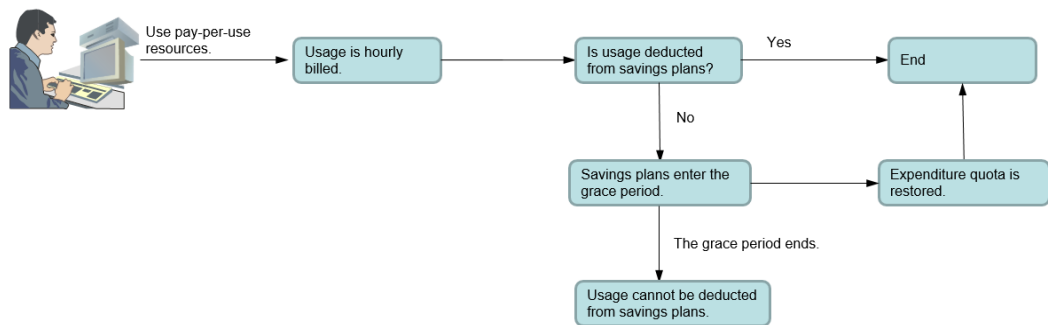 Use pay-per-use
resources.
Usage is hourly
billed.
Is usage deducted
from savings plans?
Yes
End
No
Savings plans enter the
grace period.
Expenditure quota is
restored.
The grace period ends.
Usage cannot be deducted
from savings plans.